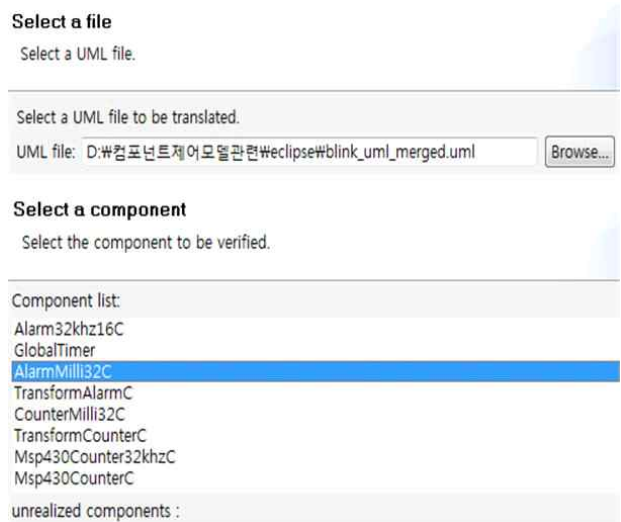 Select a file
Select a UML file.
Select a UML file to be translated.
UML file: D:₩컴포넌트제어모델관련₩eclipse₩blink_uml_merged.uml Browse...
Select a component
Select the component to be verified.
Component list:
Alarm32khz16C
GlobalTimer
AlarmMilli32C
TransformAlarmC
CounterMilli32C
TransformCounterC
Msp430Counter32khzC
Msp430CounterC
unrealized components :